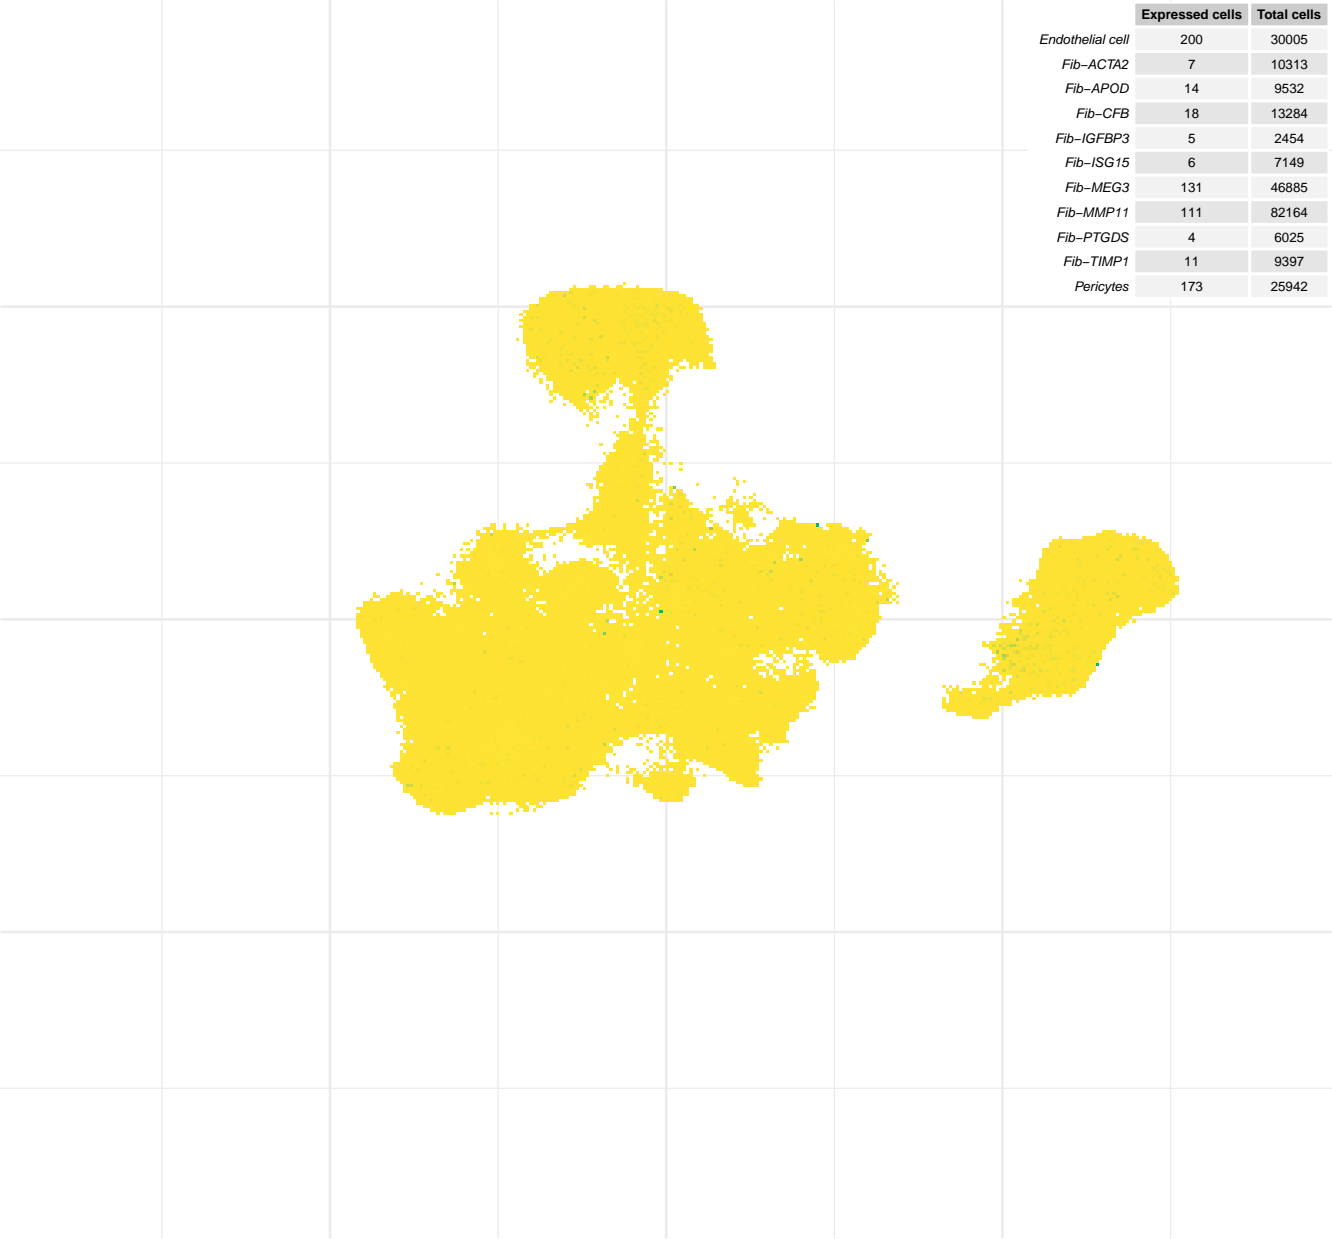 Expressed cells Total cells
Endothelial cell 200 30005
Fib−ACTA2 7 10313
Fib−APOD 14 9532
Fib−CFB 18 13284
Fib−IGFBP3 5 2454
Fib−ISG15 6 7149
Fib−MEG3 131 46885
Fib−MMP11 111 82164
Fib−PTGDS 4 6025
Fib−TIMP1 11 9397
Pericytes 173 25942